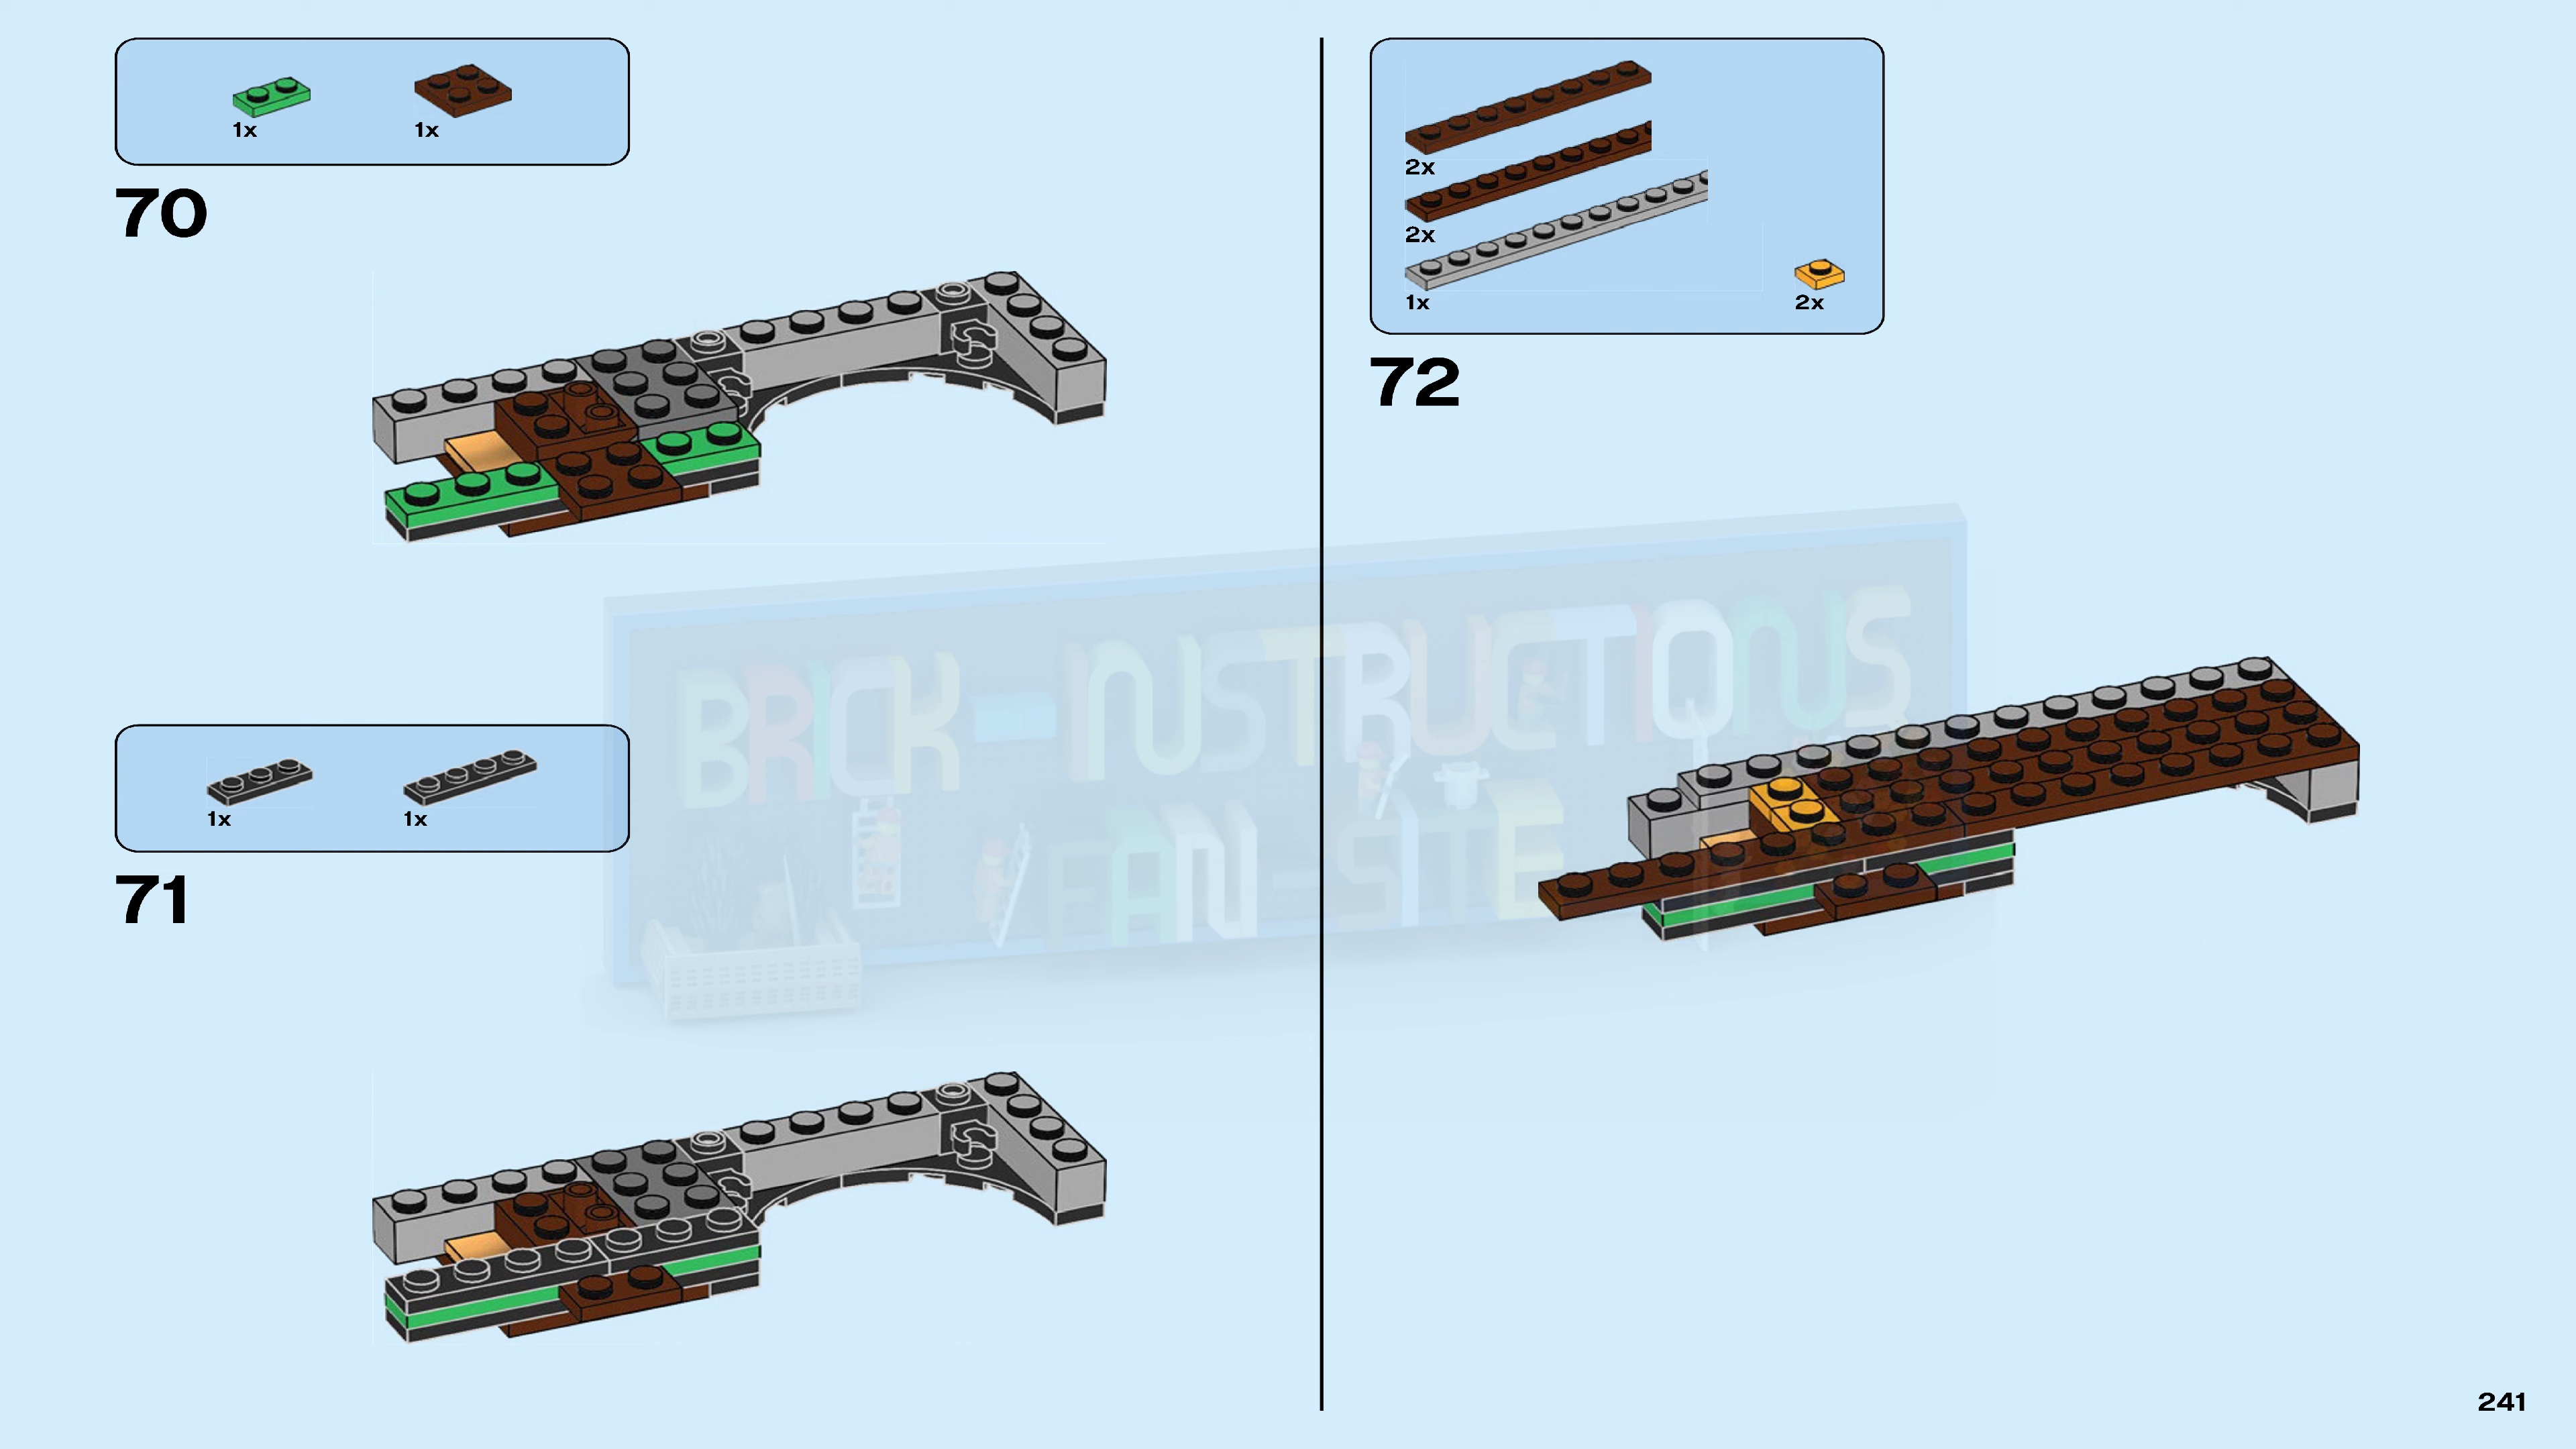 1x 1x
70
1x 1x
71
2x
2x
1x 2x
72
BRICK-INSTRUCTIONS
FAN-SITE
241